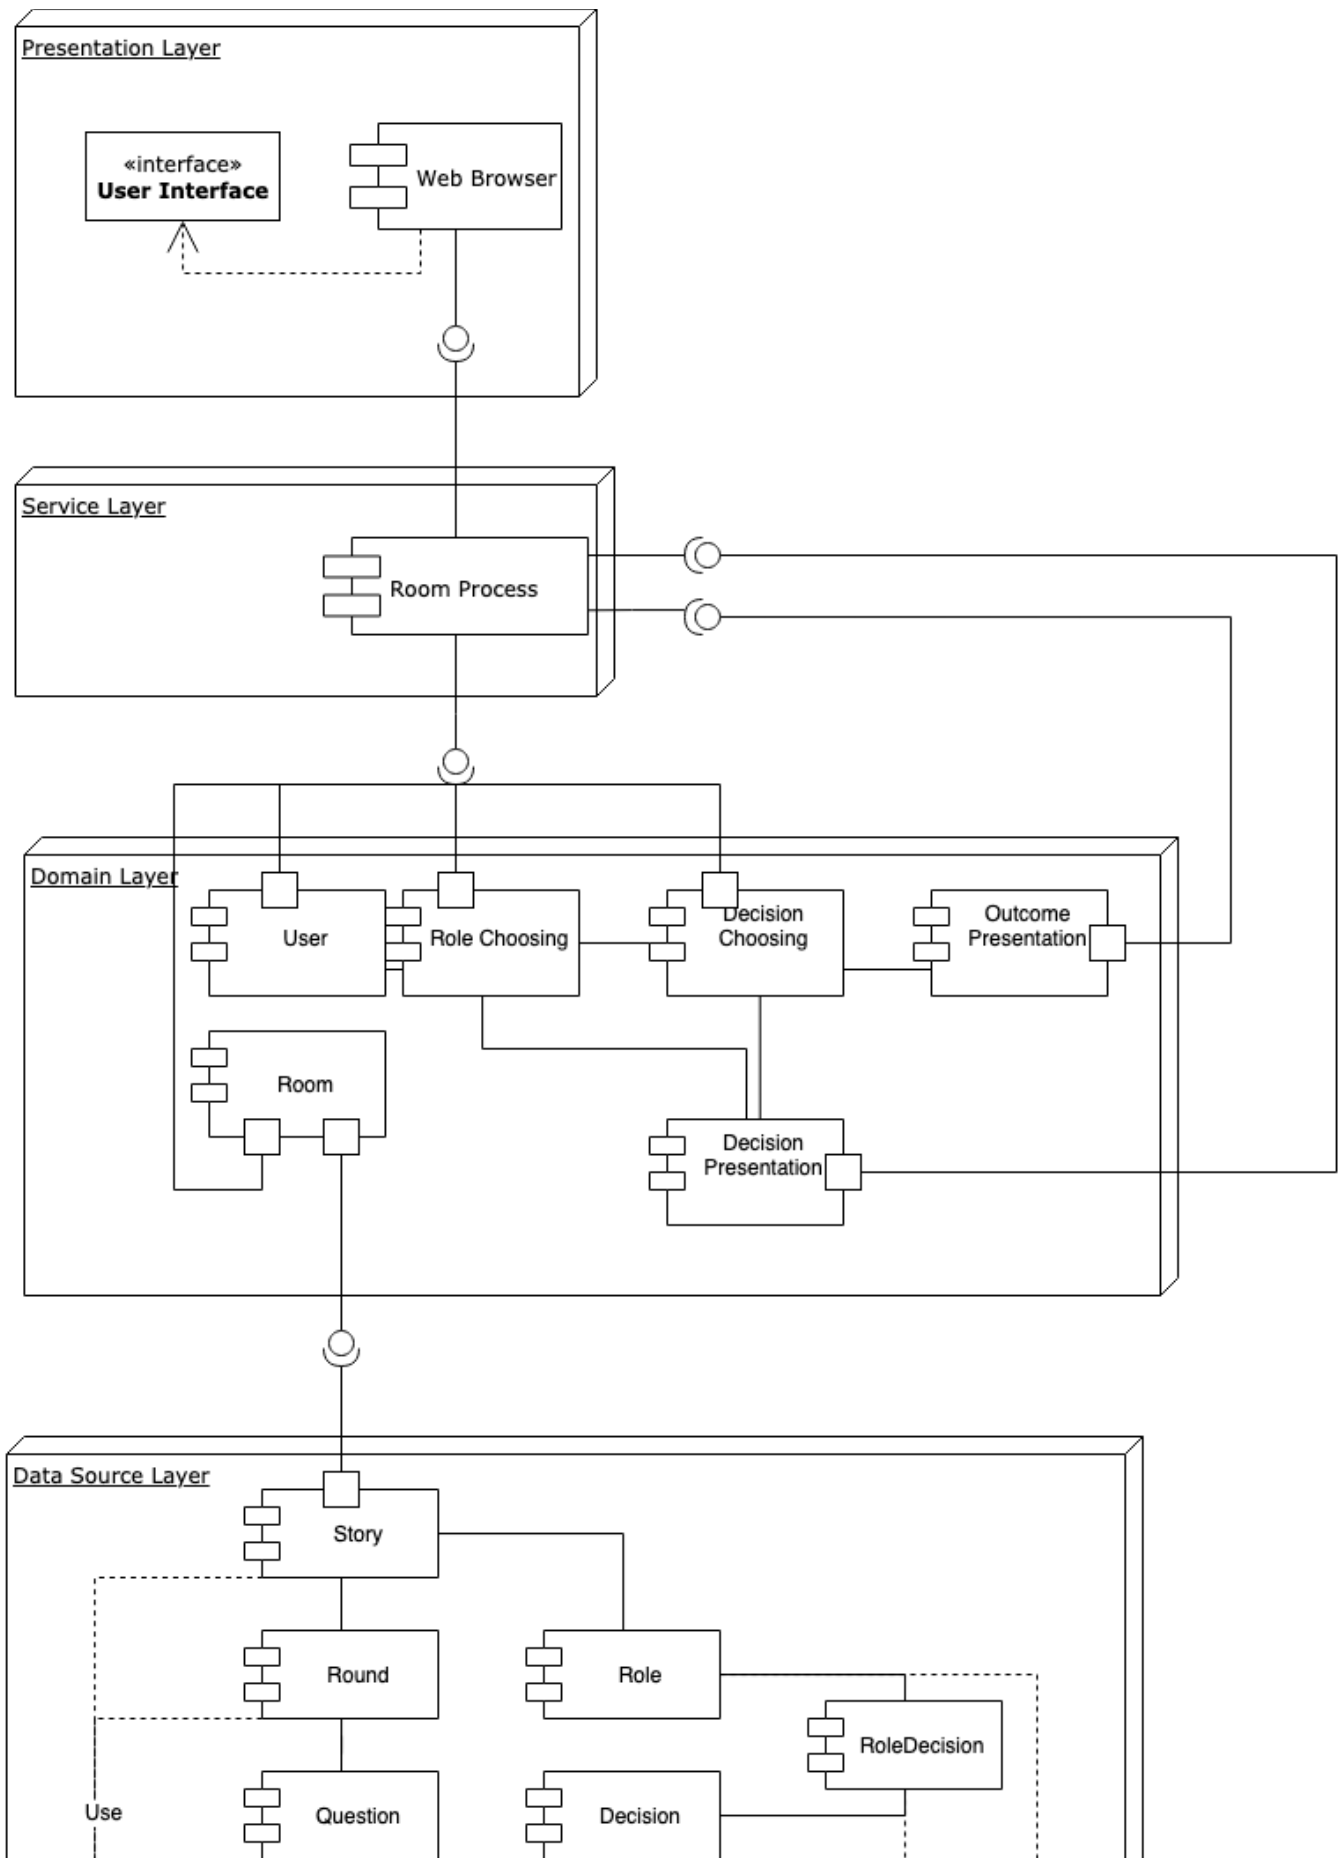 Presentation Layer
«interface»
User Interface
Web Browser
Service Layer
Room Process
Domain Layer
User
Role Choosing
Decision
Choosing
Outcome
Presentation
Room
Decision
Presentation
Data Source Layer
Story
Round
Role
RoleDecision
Use
Question
Decision